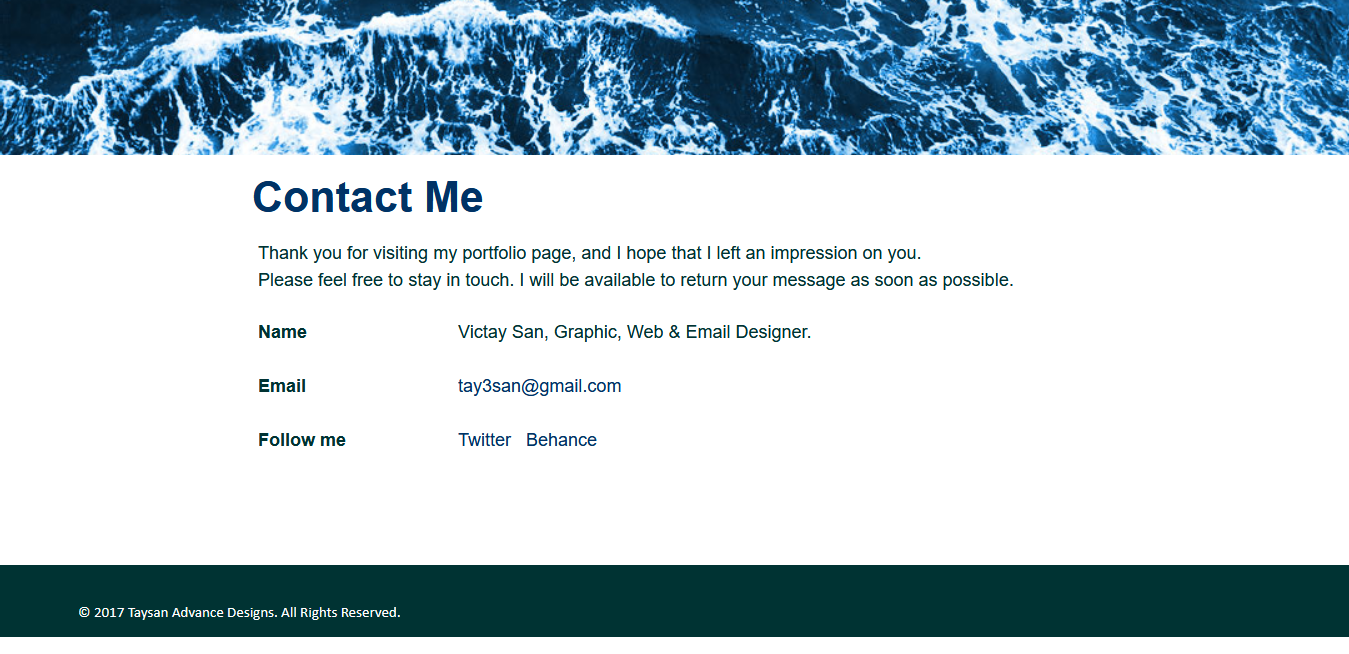 Contact Me
Thank you for visiting my portfolio page, and I hope that I left an impression on you.
Please feel free to stay in touch. I will be available to return your message as soon as possible.
Name Victay San, Graphic, Web & Email Designer.
Email tay3san@gmail.com
Follow me Twitter Behance
© 2017 Taysan Advance Designs. All Rights Reserved.